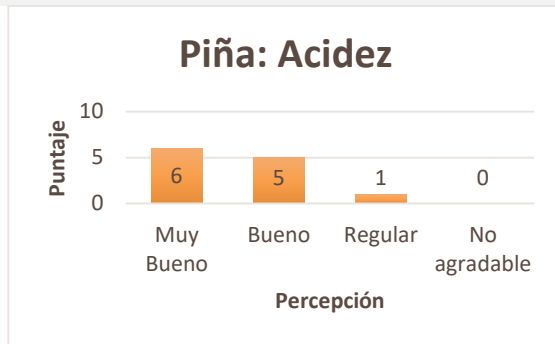 Piña: Acidez
Puntaje
10
5
0
6
5
1
0
Muy
Bueno
Bueno
Regular
No
agradable
Percepción